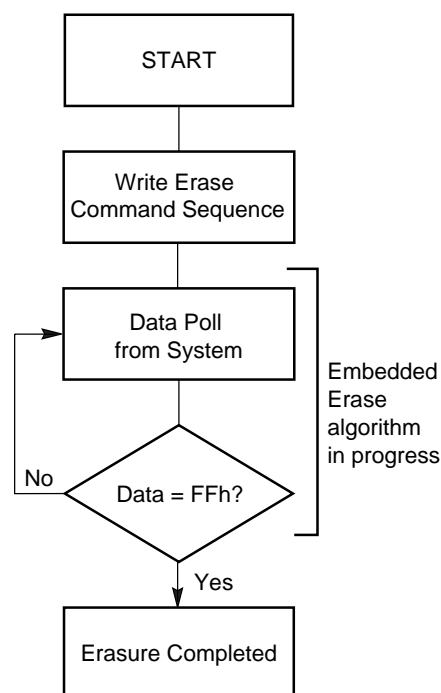 START
Write Erase
Command Sequence
Data Poll
from System
Embedded
Erase
algorithm
in progress
No
Data = FFh?
Yes
Erasure Completed